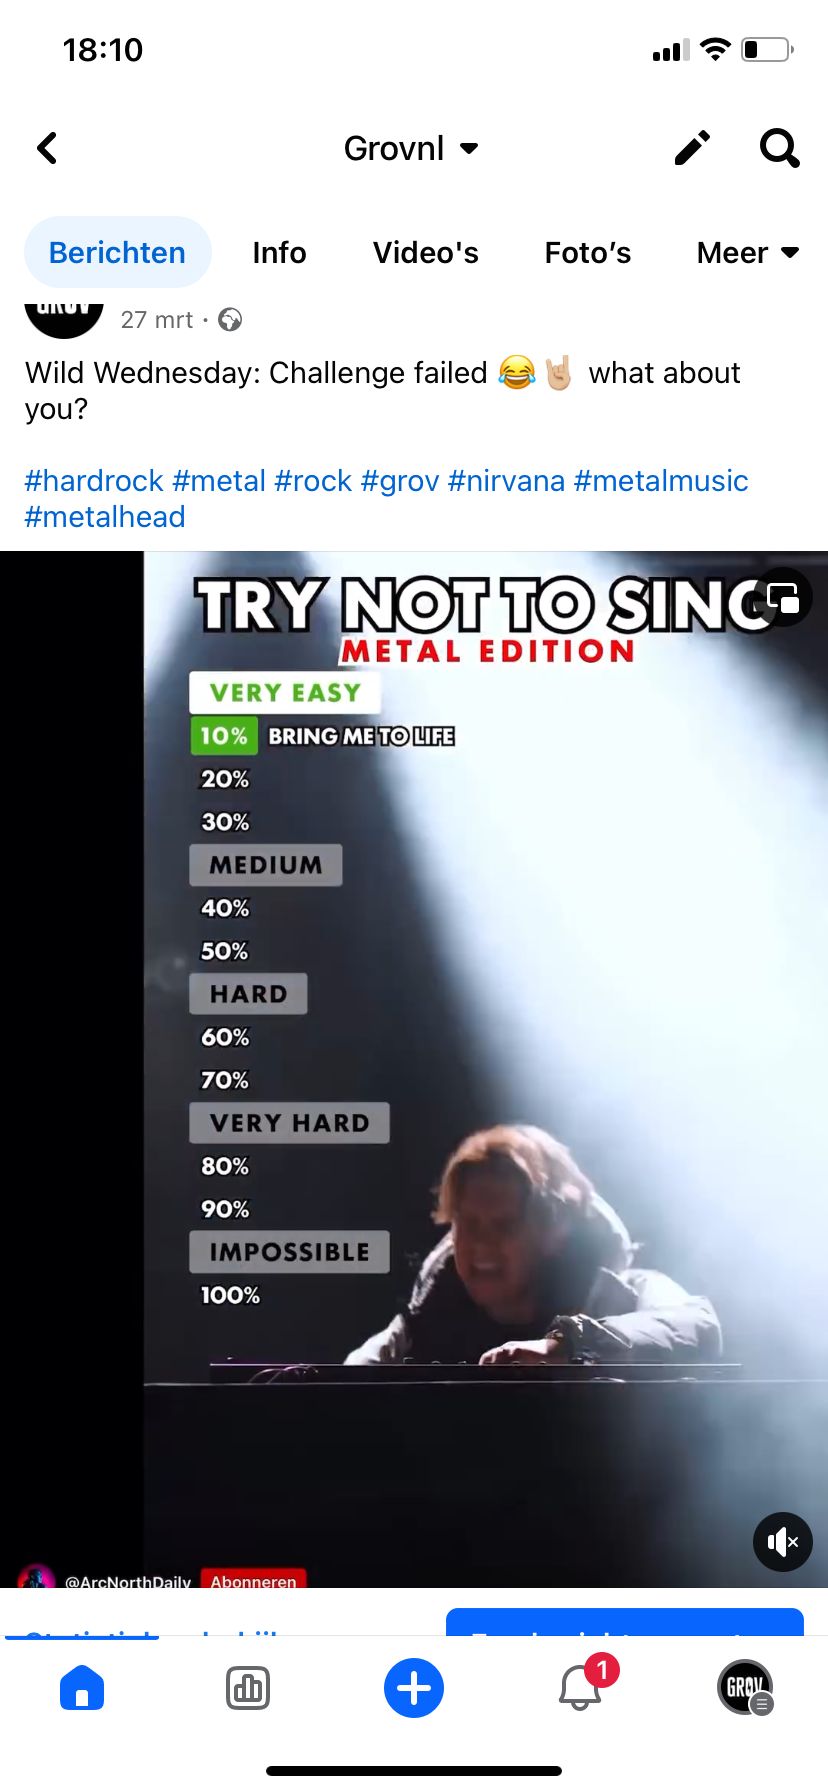 18:10
Grovnl
Berichten Info Video's Foto's Meer
GROV
27 mrt ·
Wild Wednesday: Challenge failed 😂🤘🏼 what about
you?
#hardrock #metal #rock #grov #nirvana #metalmusic
#metalhead
TRY NOT TO SING
METAL EDITION
VERY EASY
10% BRING ME TO LIFE
20%
30%
MEDIUM
40%
50%
HARD
60%
70%
VERY HARD
80%
90%
IMPOSSIBLE
100%
@ArcNorthDaily Abonneren
1
GROV